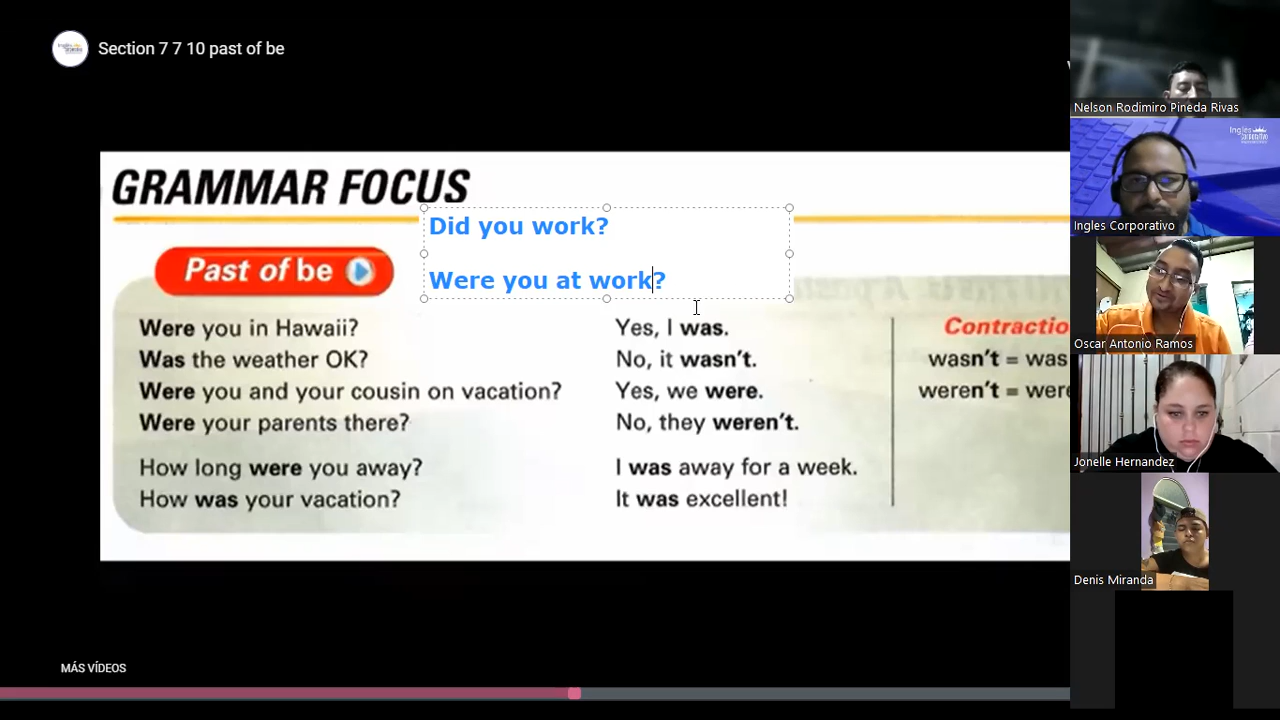 Section 7 7 10 past of be
GRAMMAR FOCUS
Did you work?
Were you at work?
Past of be
Were you in Hawaii?
Was the weather OK?
Were you and your cousin on vacation?
Were your parents there?
How long were you away?
How was your vacation?
Yes, I was.
No, it wasn't.
Yes, we were.
No, they weren't.
I was away for a week.
It was excellent!
Contractio
wasn't = was
weren't = were
MÁS VÍDEOS
Nelson Rodimiro Pineda Rivas
Ingles Corporativo
Oscar Antonio Ramos
Jonelle Hernandez
Denis Miranda